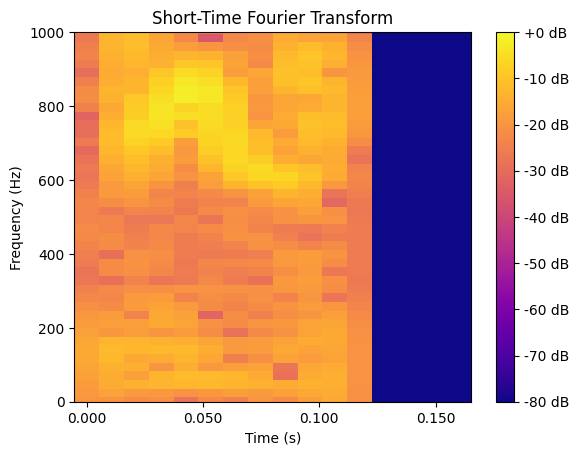 Short-Time Fourier Transform
1000
800
600
400
200
0
Frequency (Hz)
0.000
0.050
0.100
0.150
Time (s)
+0 dB
-10 dB
-20 dB
-30 dB
-40 dB
-50 dB
-60 dB
-70 dB
-80 dB